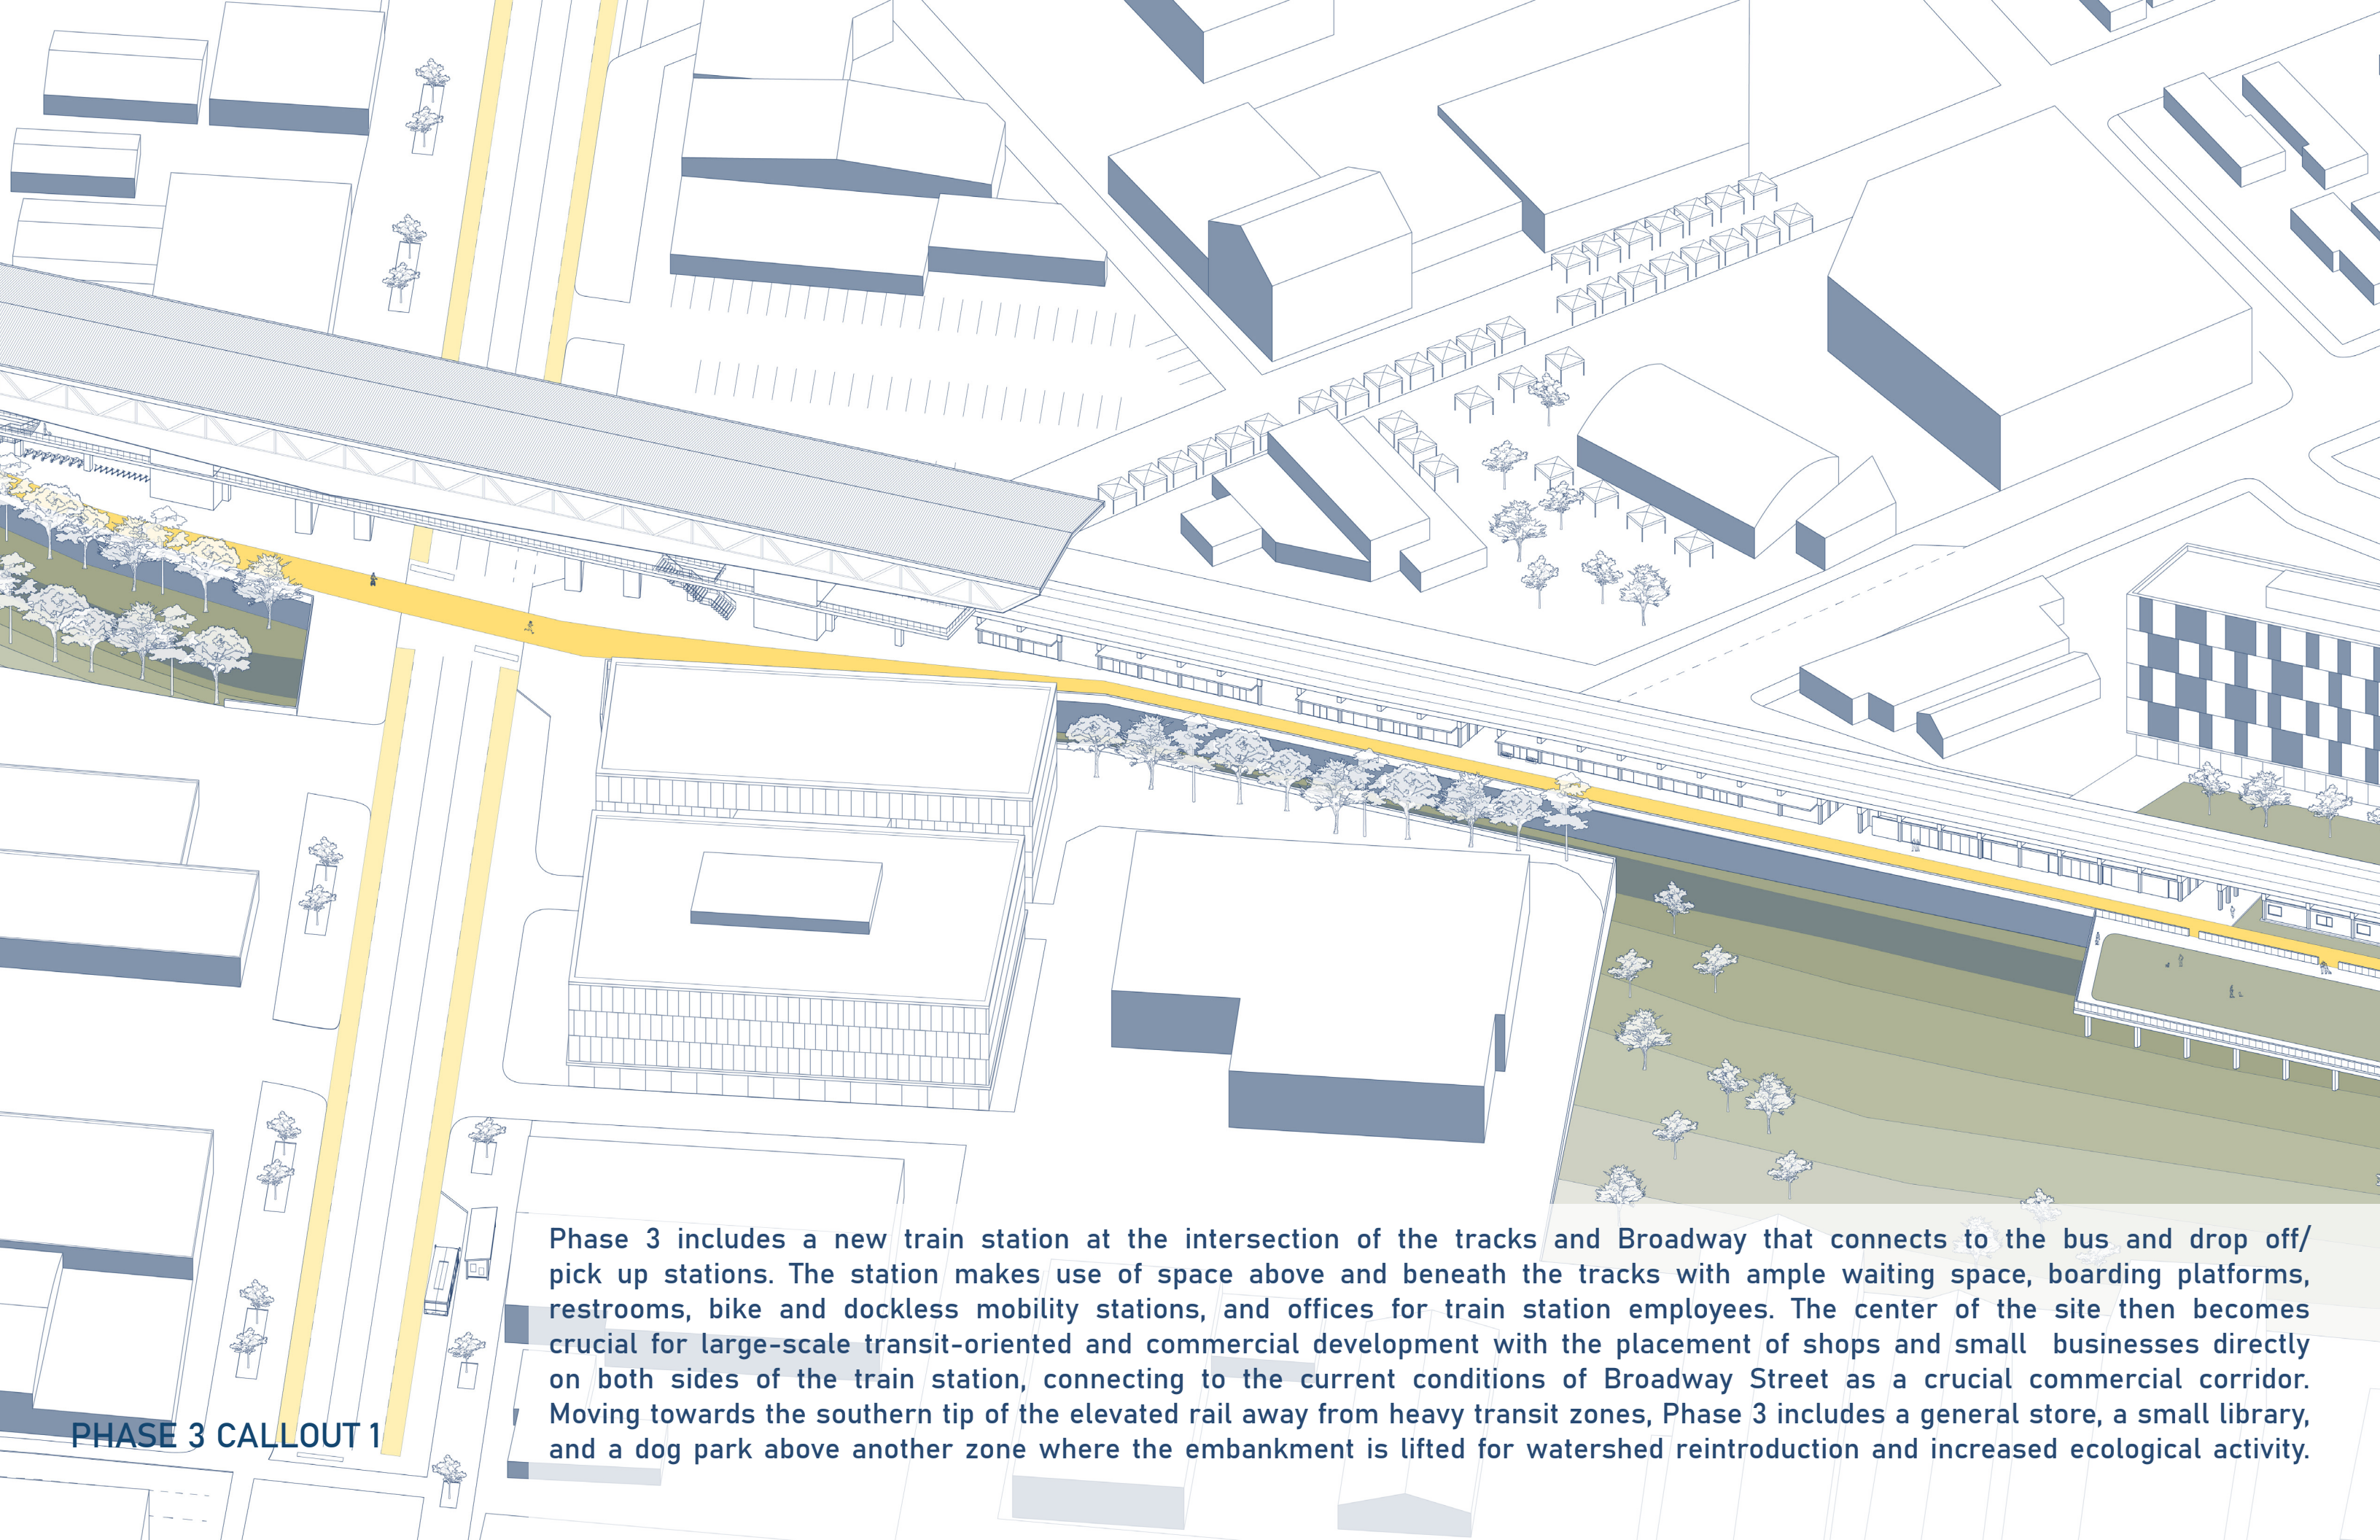 Phase 3 includes a new train station at the intersection of the tracks and Broadway that connects to the bus and drop off/
pick up stations. The station makes use of space above and beneath the tracks with ample waiting space, boarding platforms,
restrooms, bike and dockless mobility stations, and offices for train station employees. The center of the site then becomes
crucial for large-scale transit-oriented and commercial development with the placement of shops and small businesses directly
on both sides of the train station, connecting to the current conditions of Broadway Street as a crucial commercial corridor.
Moving towards the southern tip of the elevated rail away from heavy transit zones, Phase 3 includes a general store, a small library,
and a dog park above another zone where the embankment is lifted for watershed reintroduction and increased ecological activity.
PHASE 3 CALLOUT 1